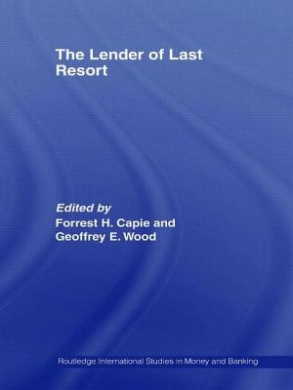 The Lender of Last
Resort
Edited by
Forrest H. Capie and
Geoffrey E. Wood
Routledge International Studies in Money and Banking